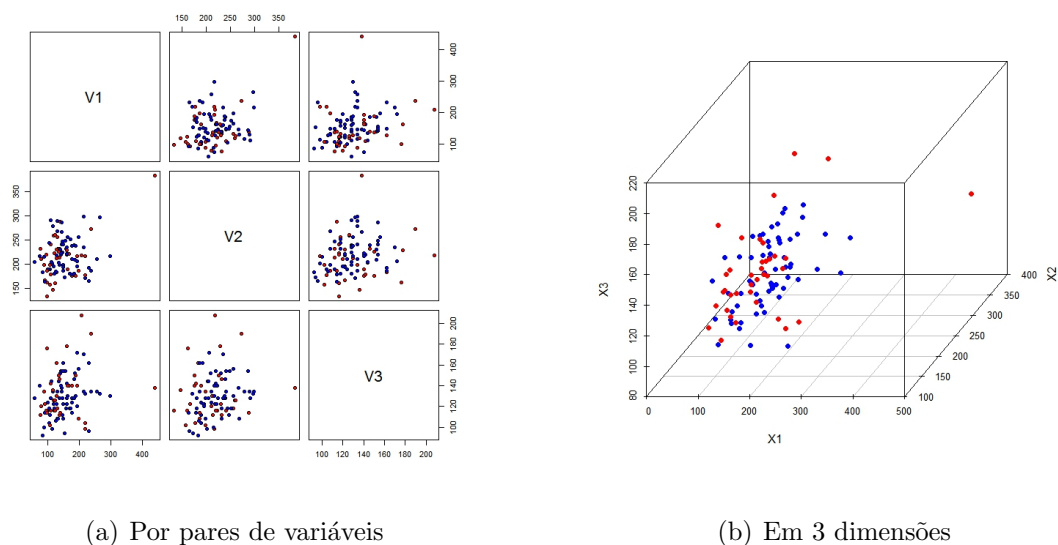 150 200 250 300 350
V1
100 200 300 400
150 200 250 300 350
V2
V3
100 120 140 160 180 200
100 200 300 400
100 120 140 160 180 200
220
200
180
160
140
120
100
80
X3
0 100 200 300 400 500
X1
100
150
200
250
300
350
400
X2
(a) Por pares de variáveis
(b) Em 3 dimensões